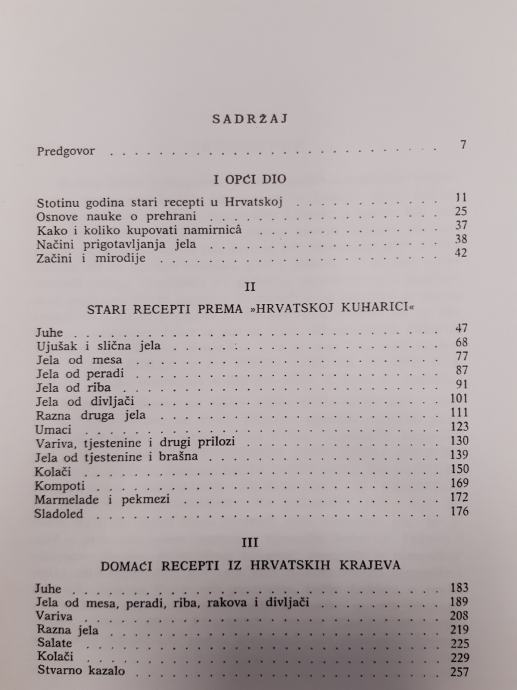 SADRŽAJ
Predgovor . . . . . . . . . . . . . . . . . . . . . . . . . . . 7
I OPĆI DIO
Stotinu godina stari recepti u Hrvatskoj . . . . . . . . . . . . 11
Osnove nauke o prehrani . . . . . . . . . . . . . . . . . . . 25
Kako i koliko kupovati namirnicâ . . . . . . . . . . . . . . . 37
Načini prigotavljanja jela . . . . . . . . . . . . . . . . . . 38
Začini i mirodije . . . . . . . . . . . . . . . . . . . . . . . 42
II
STARI RECEPTI PREMA »HRVATSKOJ KUHARICI«
Juhe . . . . . . . . . . . . . . . . . . . . . . . . . . . . . 47
Ujušak i slična jela . . . . . . . . . . . . . . . . . . . . . . 68
Jela od mesa . . . . . . . . . . . . . . . . . . . . . . . . . 77
Jela od peradi . . . . . . . . . . . . . . . . . . . . . . . . 87
Jela od riba . . . . . . . . . . . . . . . . . . . . . . . . . 91
Jela od divljači . . . . . . . . . . . . . . . . . . . . . . . . 101
Razna druga jela . . . . . . . . . . . . . . . . . . . . . . . 111
Umaci . . . . . . . . . . . . . . . . . . . . . . . . . . . . 123
Variva, tjestenine i drugi prilozi . . . . . . . . . . . . . . . . 130
Jela od tjestenine i brašna . . . . . . . . . . . . . . . . . . . 139
Kolači . . . . . . . . . . . . . . . . . . . . . . . . . . . . 150
Kompoti . . . . . . . . . . . . . . . . . . . . . . . . . . . 169
Marmelade i pekmezi . . . . . . . . . . . . . . . . . . . . . 172
Sladoled . . . . . . . . . . . . . . . . . . . . . . . . . . . 176
III
DOMAĆI RECEPTI IZ HRVATSKIH KRAJEVA
Juhe . . . . . . . . . . . . . . . . . . . . . . . . . . . . . 183
Jela od mesa, peradi, riba, rakova i divljači . . . . . . . . . . . 189
Variva . . . . . . . . . . . . . . . . . . . . . . . . . . . . 208
Razna jela . . . . . . . . . . . . . . . . . . . . . . . . . . 219
Salate . . . . . . . . . . . . . . . . . . . . . . . . . . . . 225
Kolači . . . . . . . . . . . . . . . . . . . . . . . . . . . . 229
Stvarno kazalo . . . . . . . . . . . . . . . . . . . . . . . . 257